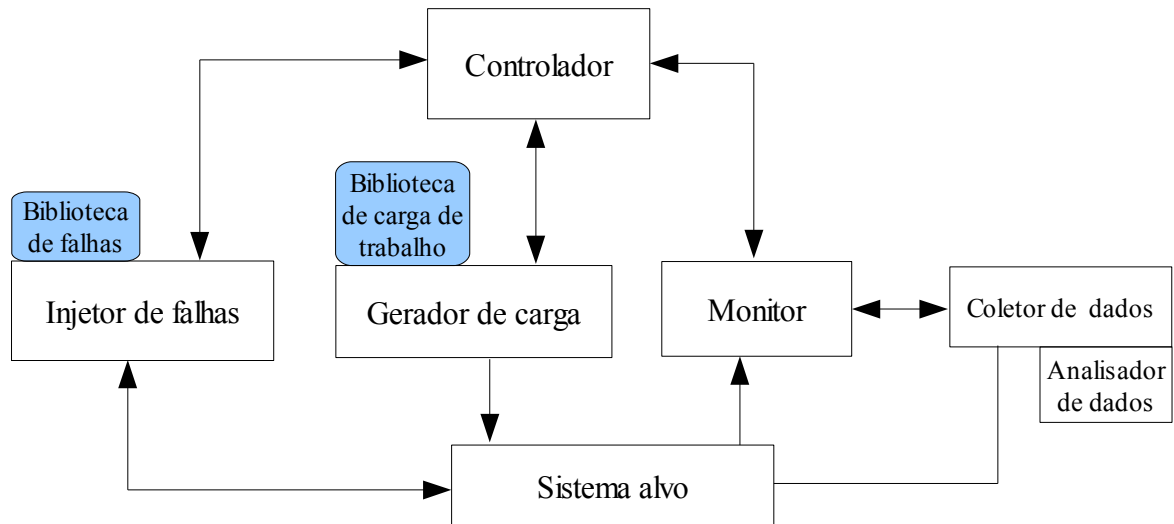 Controlador
Biblioteca
de falhas
Biblioteca
de carga de
trabalho
Injetor de falhas
Gerador de carga
Monitor
Coletor de dados
Analisador
de dados
Sistema alvo